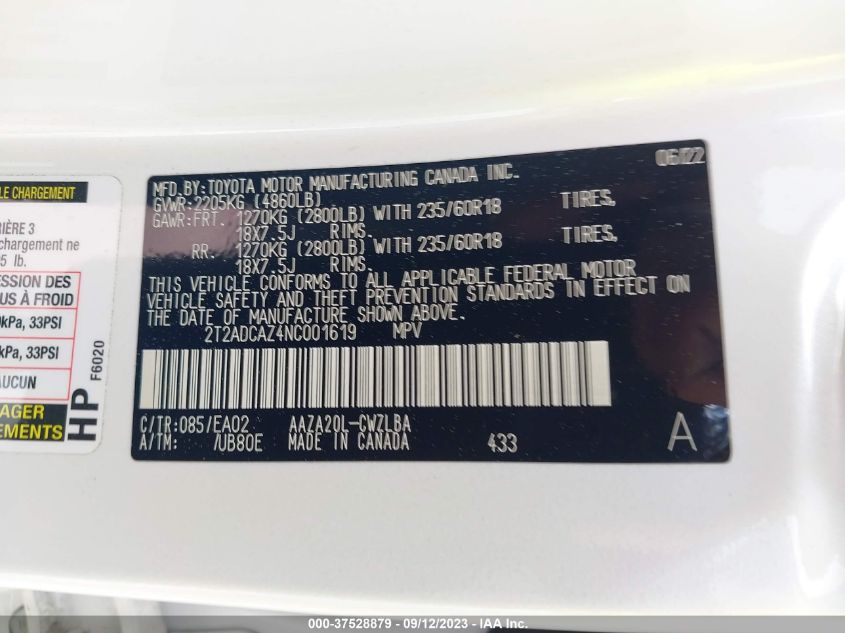 LE CHARGEMENT
IÈRE 3
chargement ne
95 lb.
ESSION DES
US À FROID
kPa, 33PSI
kPa, 33PSI
AUCUN
AGER
EMENTS
HP
F6020
06/22
MFD.BY:TOYOTA MOTOR MANUFACTURING CANADA INC.
GVWR:2205KG (4860LB)
GAWR:FRT. 1270KG (2800LB) WITH 235/60R18 TIRES,
18X7.5J RIMS.
RR. 1270KG (2800LB) WITH 235/60R18 TIRES,
18X7.5J RIMS.
THIS VEHICLE CONFORMS TO ALL APPLICABLE FEDERAL MOTOR
VEHICLE SAFETY AND THEFT PREVENTION STANDARDS IN EFFECT ON
THE DATE OF MANUFACTURE SHOWN ABOVE.
2T2ADCAZ4NC001619 MPV
C/TR:085/EA02 AAZA20L-CWZLBA
A/TM: /UB80E MADE IN CANADA 433
A
000-37528879 - 09/12/2023 - IAA Inc.